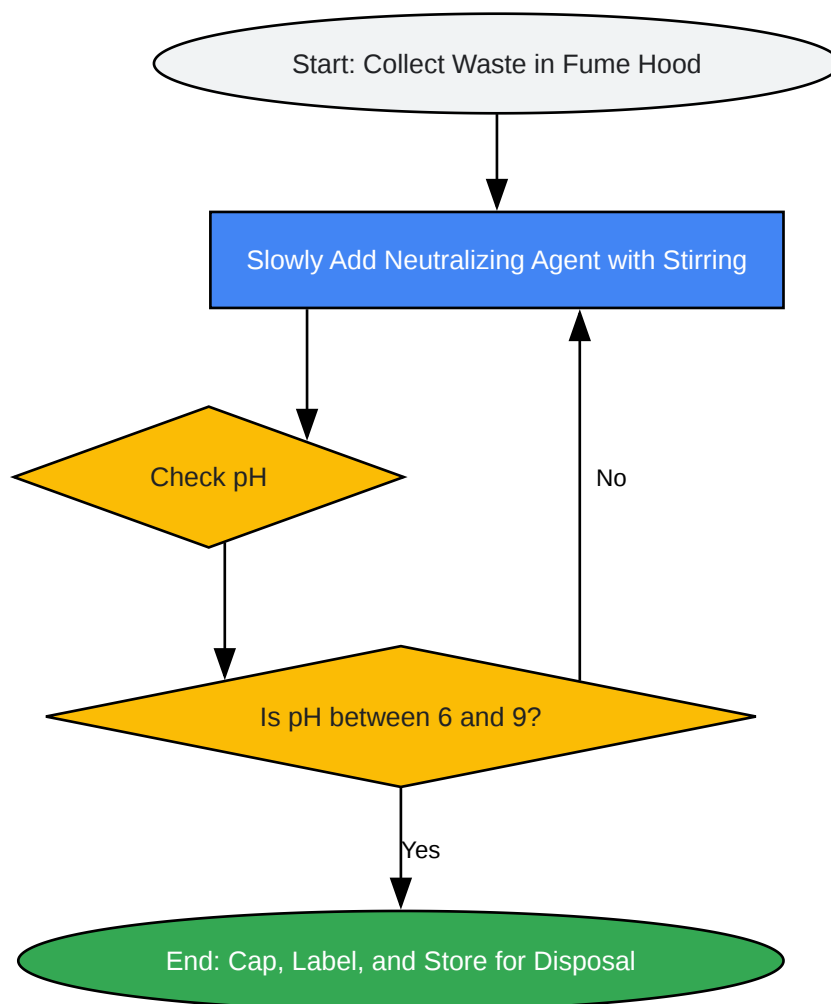 Start: Collect Waste in Fume Hood
Slowly Add Neutralizing Agent with Stirring
Check pH
No
Is pH between 6 and 9?
Yes
End: Cap, Label, and Store for Disposal